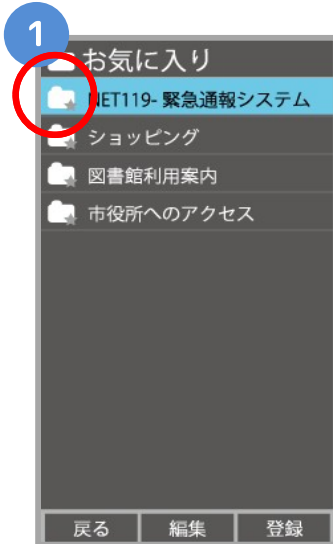 1
お気に入り
NET119- 緊急通報システム
ショッピング
図書館利用案内
市役所へのアクセス
戻る 編集 登録